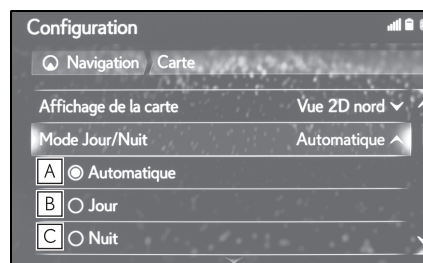 Configuration
Navigation Carte
Affichage de la carte Vue 2D nord
Mode Jour/Nuit Automatique
A Automatique
B Jour
C Nuit